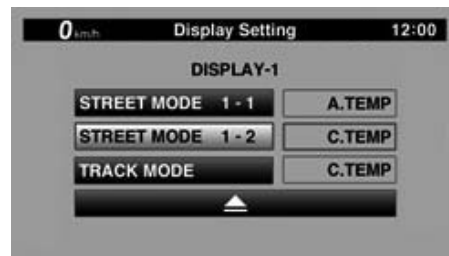 0 km/h Display Setting 12:00
DISPLAY-1
STREET MODE 1 - 1 A.TEMP
STREET MODE 1 - 2 C.TEMP
TRACK MODE C.TEMP